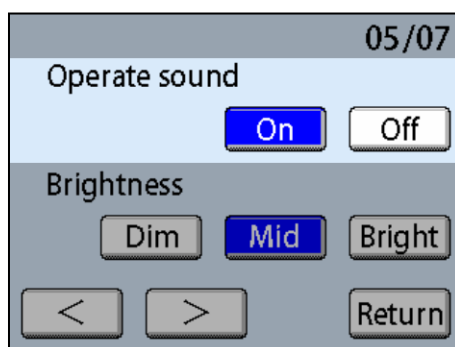 05/07
Operate sound
On Off
Brightness
Dim Mid Bright
< > Return